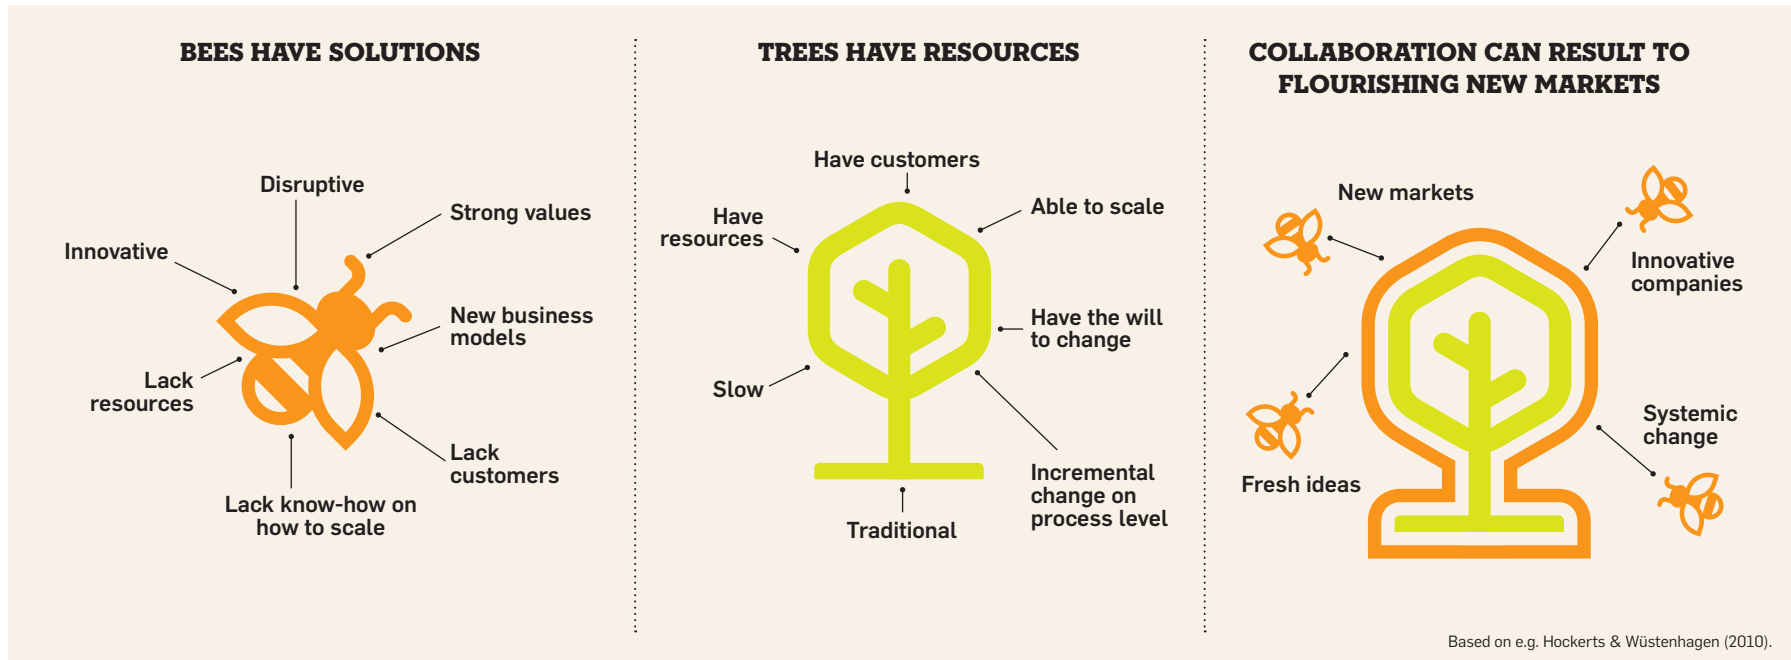 BEES HAVE SOLUTIONS
Disruptive
Strong values
Innovative
New business
models
Lack
resources
Lack
customers
Lack know-how on
how to scale
TREES HAVE RESOURCES
Have customers
Have
resources
Able to scale
Have the will
to change
Slow
Incremental
change on
process level
Traditional
COLLABORATION CAN RESULT TO
FLOURISHING NEW MARKETS
New markets
Innovative
companies
Systemic
change
Fresh ideas
Based on e.g. Hockerts & Wüstenhagen (2010).